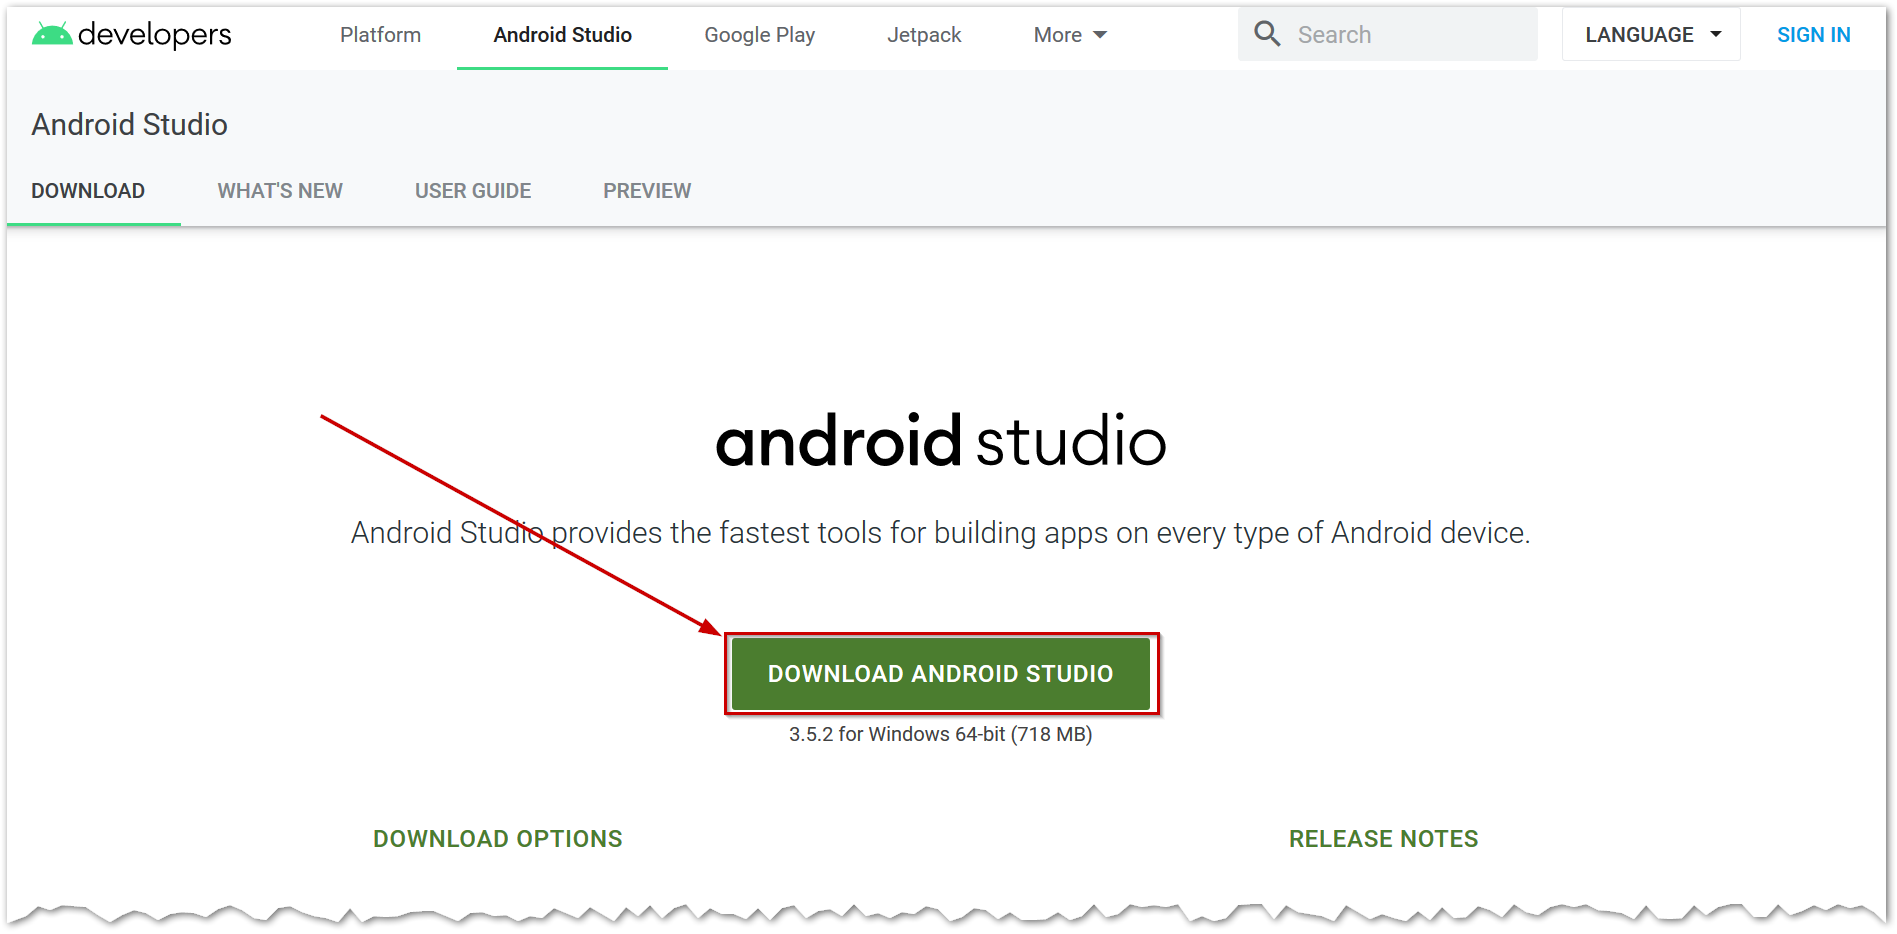 developers Platform Android Studio Google Play Jetpack More Search LANGUAGE SIGN IN
Android Studio
DOWNLOAD WHAT'S NEW USER GUIDE PREVIEW
android studio
Android Studio provides the fastest tools for building apps on every type of Android device.
DOWNLOAD ANDROID STUDIO
3.5.2 for Windows 64-bit (718 MB)
DOWNLOAD OPTIONS RELEASE NOTES